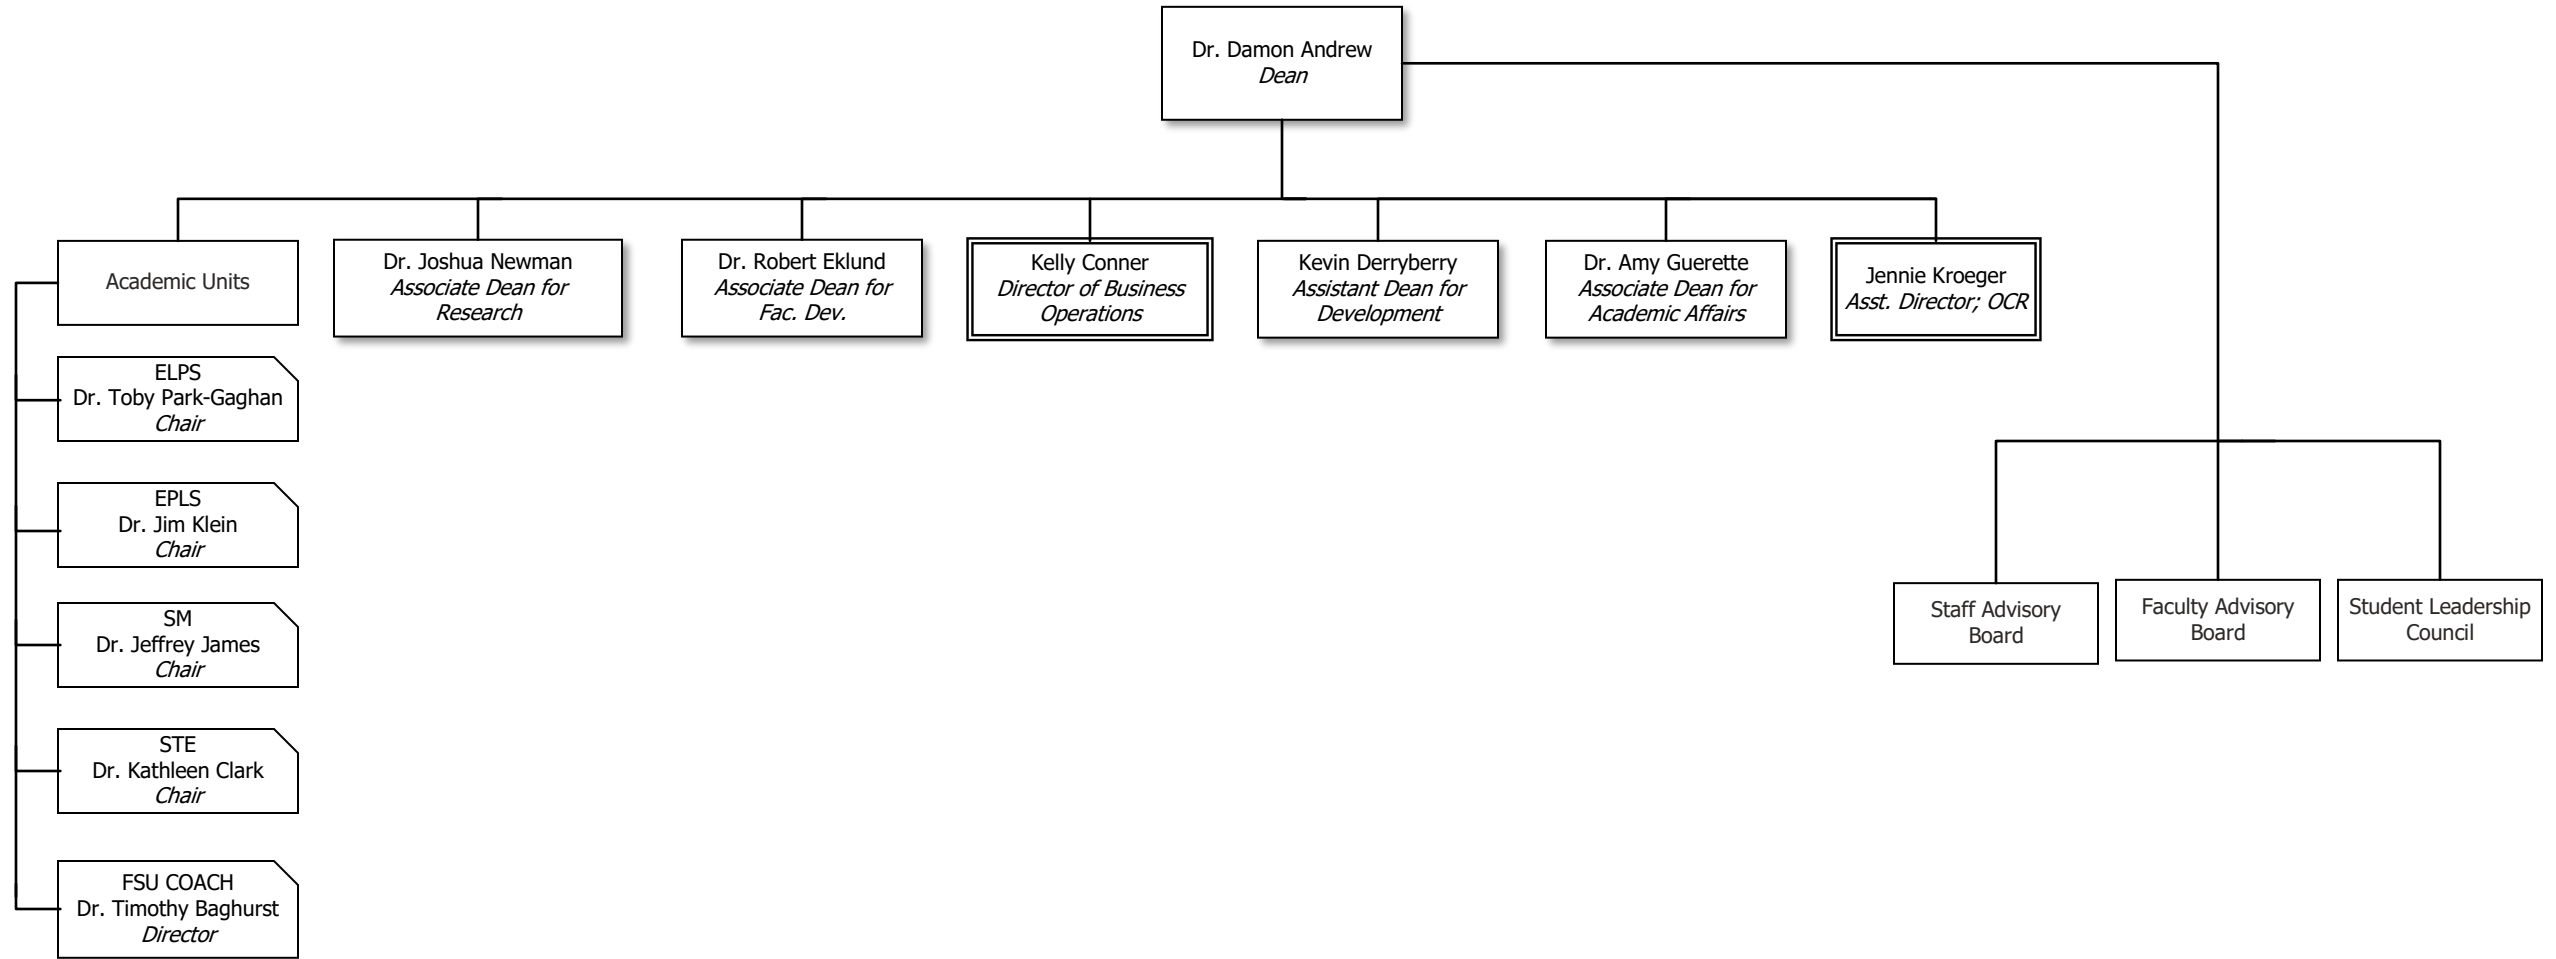 Dr. Damon Andrew
Dean
Academic Units
Dr. Joshua Newman
Associate Dean for
Research
Dr. Robert Eklund
Associate Dean for
Fac. Dev.
Kelly Conner
Director of Business
Operations
Kevin Derryberry
Assistant Dean for
Development
Dr. Amy Guerette
Associate Dean for
Academic Affairs
Jennie Kroeger
Asst. Director; OCR
ELPS
Dr. Toby Park-Gaghan
Chair
EPLS
Dr. Jim Klein
Chair
SM
Dr. Jeffrey James
Chair
STE
Dr. Kathleen Clark
Chair
FSU COACH
Dr. Timothy Baghurst
Director
Staff Advisory
Board
Faculty Advisory
Board
Student Leadership
Council